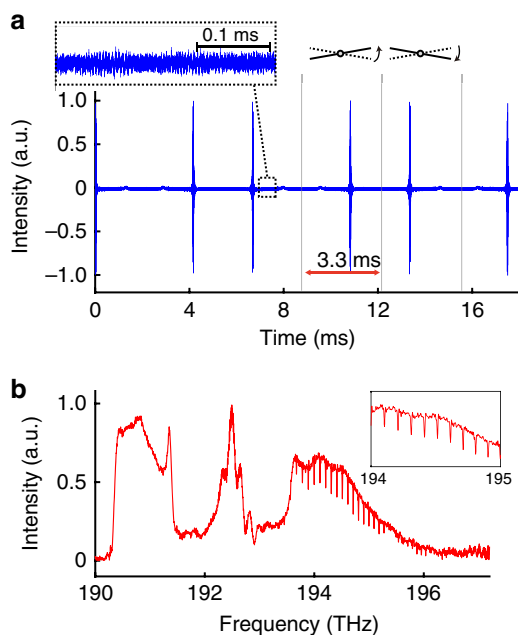 a
0.1 ms
1.0
0.5
0
−0.5
−1.0
Intensity (a.u.)
3.3 ms
0 4 8 12 16
Time (ms)
b
1.0
0.5
0
Intensity (a.u.)
194 195
190 192 194 196
Frequency (THz)